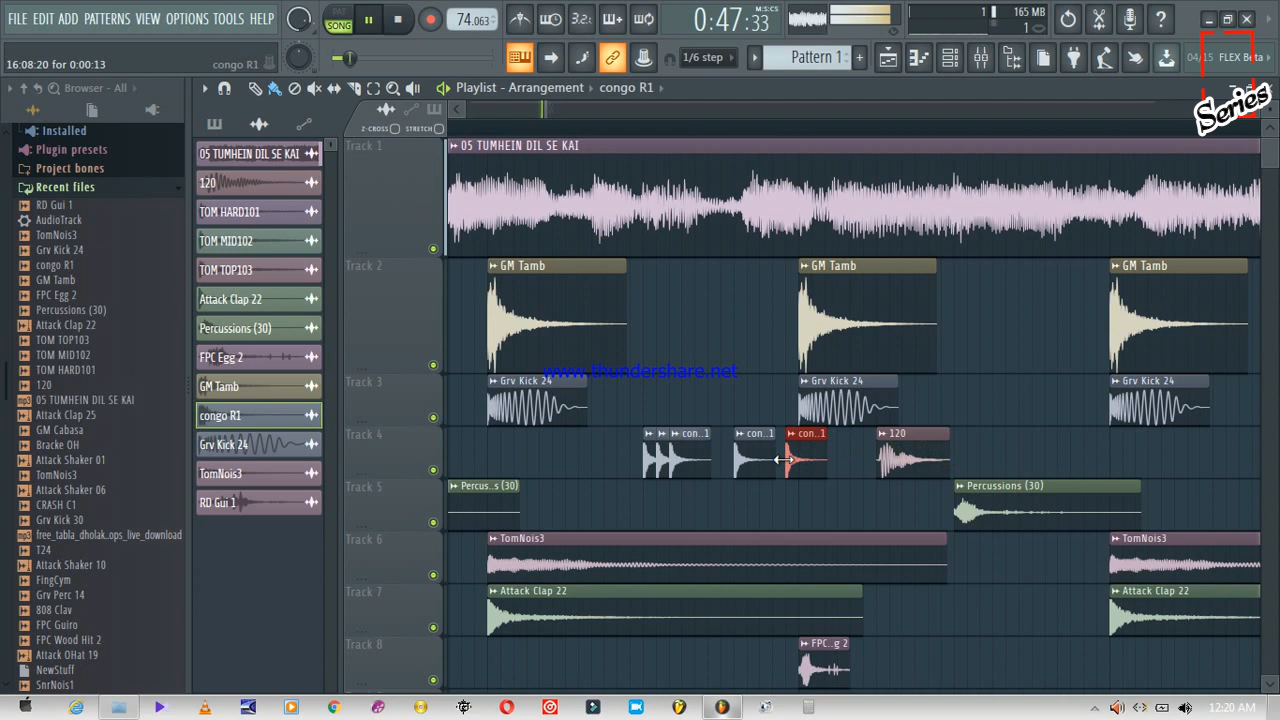 FILE EDIT ADD PATTERNS VIEW OPTIONS TOOLS HELP
PAT
SONG
74.063
3.2
0:47:33
M:S:CS
1
165 MB
1
16:08:20 for 0:00:13
congo R1
1/6 step
Pattern 1
04/15 FLEX Beta
Series
Browser - All
Playlist - Arrangement
congo R1
Z-CROSS
STRETCH
Installed
Plugin presets
Project bones
Recent files
RD Gui 1
AudioTrack
TomNois3
Grv Kick 24
congo R1
GM Tamb
FPC Egg 2
Percussions (30)
Attack Clap 22
TOM TOP103
TOM MID102
TOM HARD101
120
05 TUMHEIN DIL SE KAI
Attack Clap 25
GM Cabasa
Bracke OH
Attack Shaker 01
TomNois3
Attack Shaker 06
CRASH C1
Grv Kick 30
free_tabla_dholak.ops_live_download
T24
Attack Shaker 10
FingCym
Grv Perc 14
808 Clav
FPC Guiro
FPC Wood Hit 2
Attack OHat 19
NewStuff
SnrNois1
05 TUMHEIN DIL SE KAI
120
TOM HARD101
TOM MID102
TOM TOP103
Attack Clap 22
Percussions (30)
FPC Egg 2
GM Tamb
congo R1
Grv Kick 24
TomNois3
RD Gui 1
Track 1
05 TUMHEIN DIL SE KAI
Track 2
GM Tamb
GM Tamb
GM Tamb
www.thundershare.net
Track 3
Grv Kick 24
Grv Kick 24
Grv Kick 24
Track 4
con..1
con..1
con..1
120
Track 5
Percus..s (30)
Percussions (30)
Track 6
TomNois3
TomNois3
Track 7
Attack Clap 22
Attack Clap 22
Track 8
FPC..g 2
12:20 AM